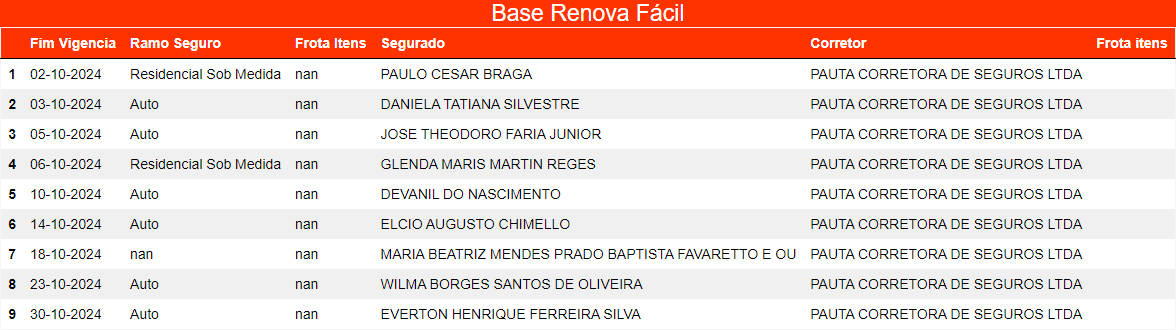 Base Renova Fácil
Fim Vigencia Ramo Seguro Frota Itens Segurado Corretor Frota itens
1 02-10-2024 Residencial Sob Medida nan PAULO CESAR BRAGA PAUTA CORRETORA DE SEGUROS LTDA
2 03-10-2024 Auto nan DANIELA TATIANA SILVESTRE PAUTA CORRETORA DE SEGUROS LTDA
3 05-10-2024 Auto nan JOSE THEODORO FARIA JUNIOR PAUTA CORRETORA DE SEGUROS LTDA
4 06-10-2024 Residencial Sob Medida nan GLENDA MARIS MARTIN REGES PAUTA CORRETORA DE SEGUROS LTDA
5 10-10-2024 Auto nan DEVANIL DO NASCIMENTO PAUTA CORRETORA DE SEGUROS LTDA
6 14-10-2024 Auto nan ELCIO AUGUSTO CHIMELLO PAUTA CORRETORA DE SEGUROS LTDA
7 18-10-2024 nan nan MARIA BEATRIZ MENDES PRADO BAPTISTA FAVARETTO E OU PAUTA CORRETORA DE SEGUROS LTDA
8 23-10-2024 Auto nan WILMA BORGES SANTOS DE OLIVEIRA PAUTA CORRETORA DE SEGUROS LTDA
9 30-10-2024 Auto nan EVERTON HENRIQUE FERREIRA SILVA PAUTA CORRETORA DE SEGUROS LTDA